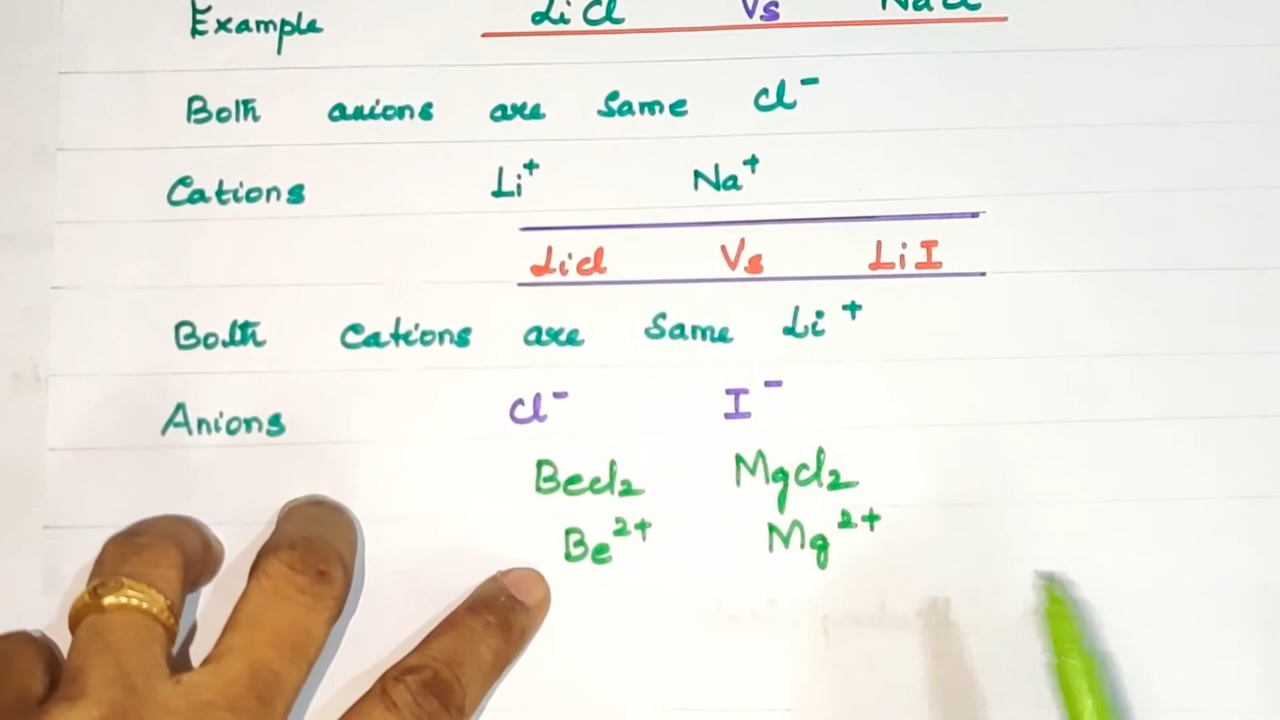 Example LiCl Vs NaCl
Both anions are same Cl⁻
Cations Li⁺ Na⁺
LiCl Vs LiI
Both Cations are same Li⁺
Anions Cl⁻ I⁻
BeCl₂ MgCl₂
Be²⁺ Mg²⁺